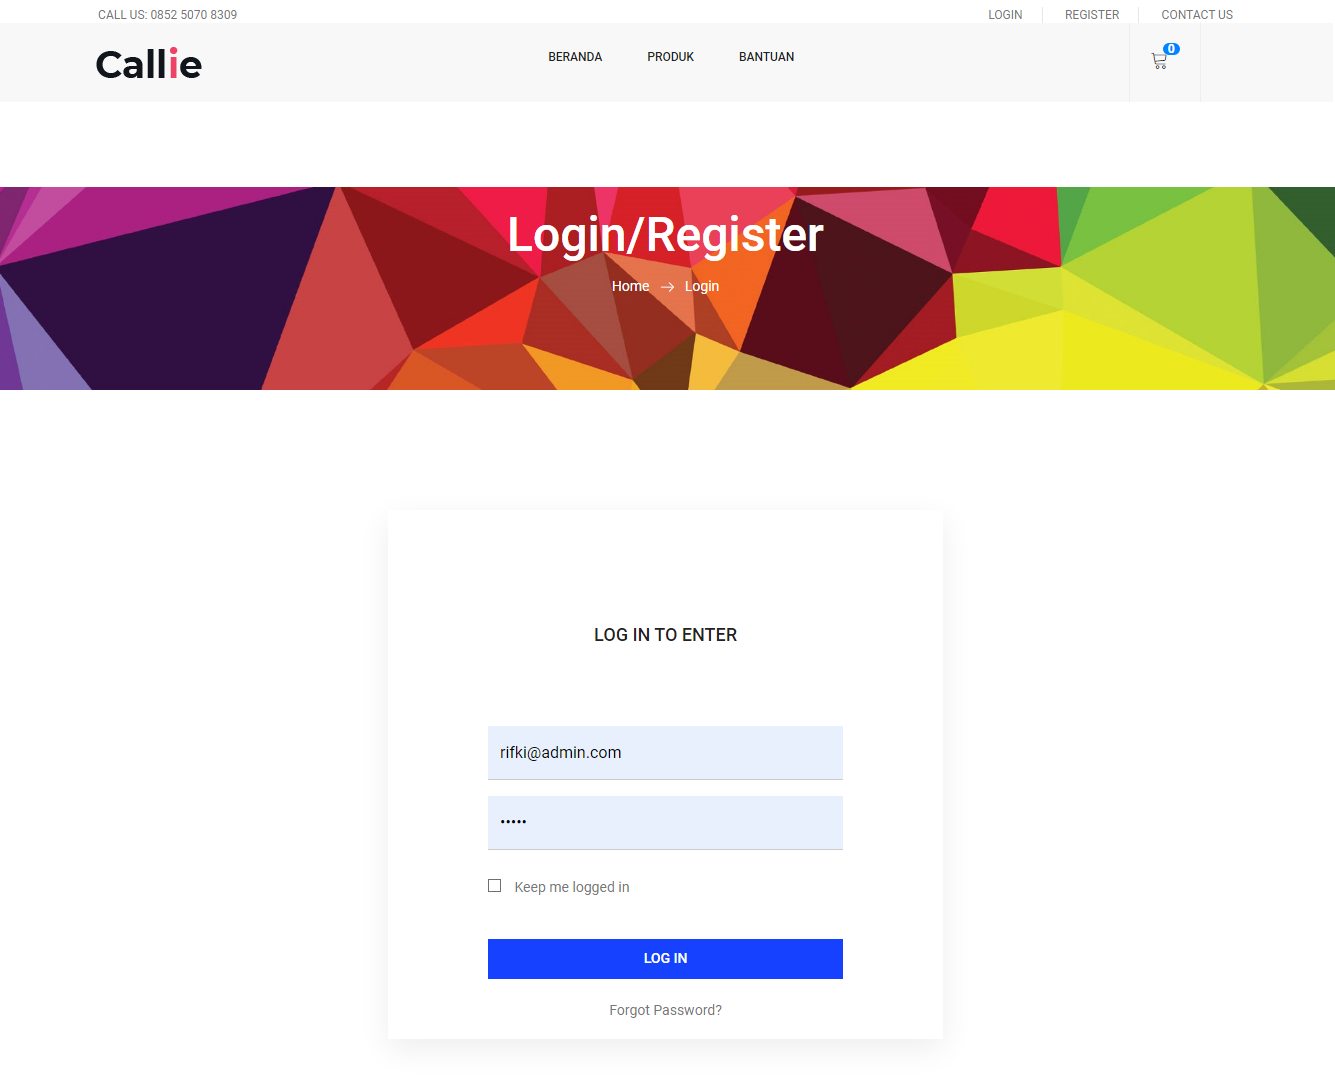 CALL US: 0852 5070 8309
LOGIN
REGISTER
CONTACT US
Callie
BERANDA
PRODUK
BANTUAN
0
Login/Register
Home → Login
LOG IN TO ENTER
rifki@admin.com
•••••
Keep me logged in
LOG IN
Forgot Password?